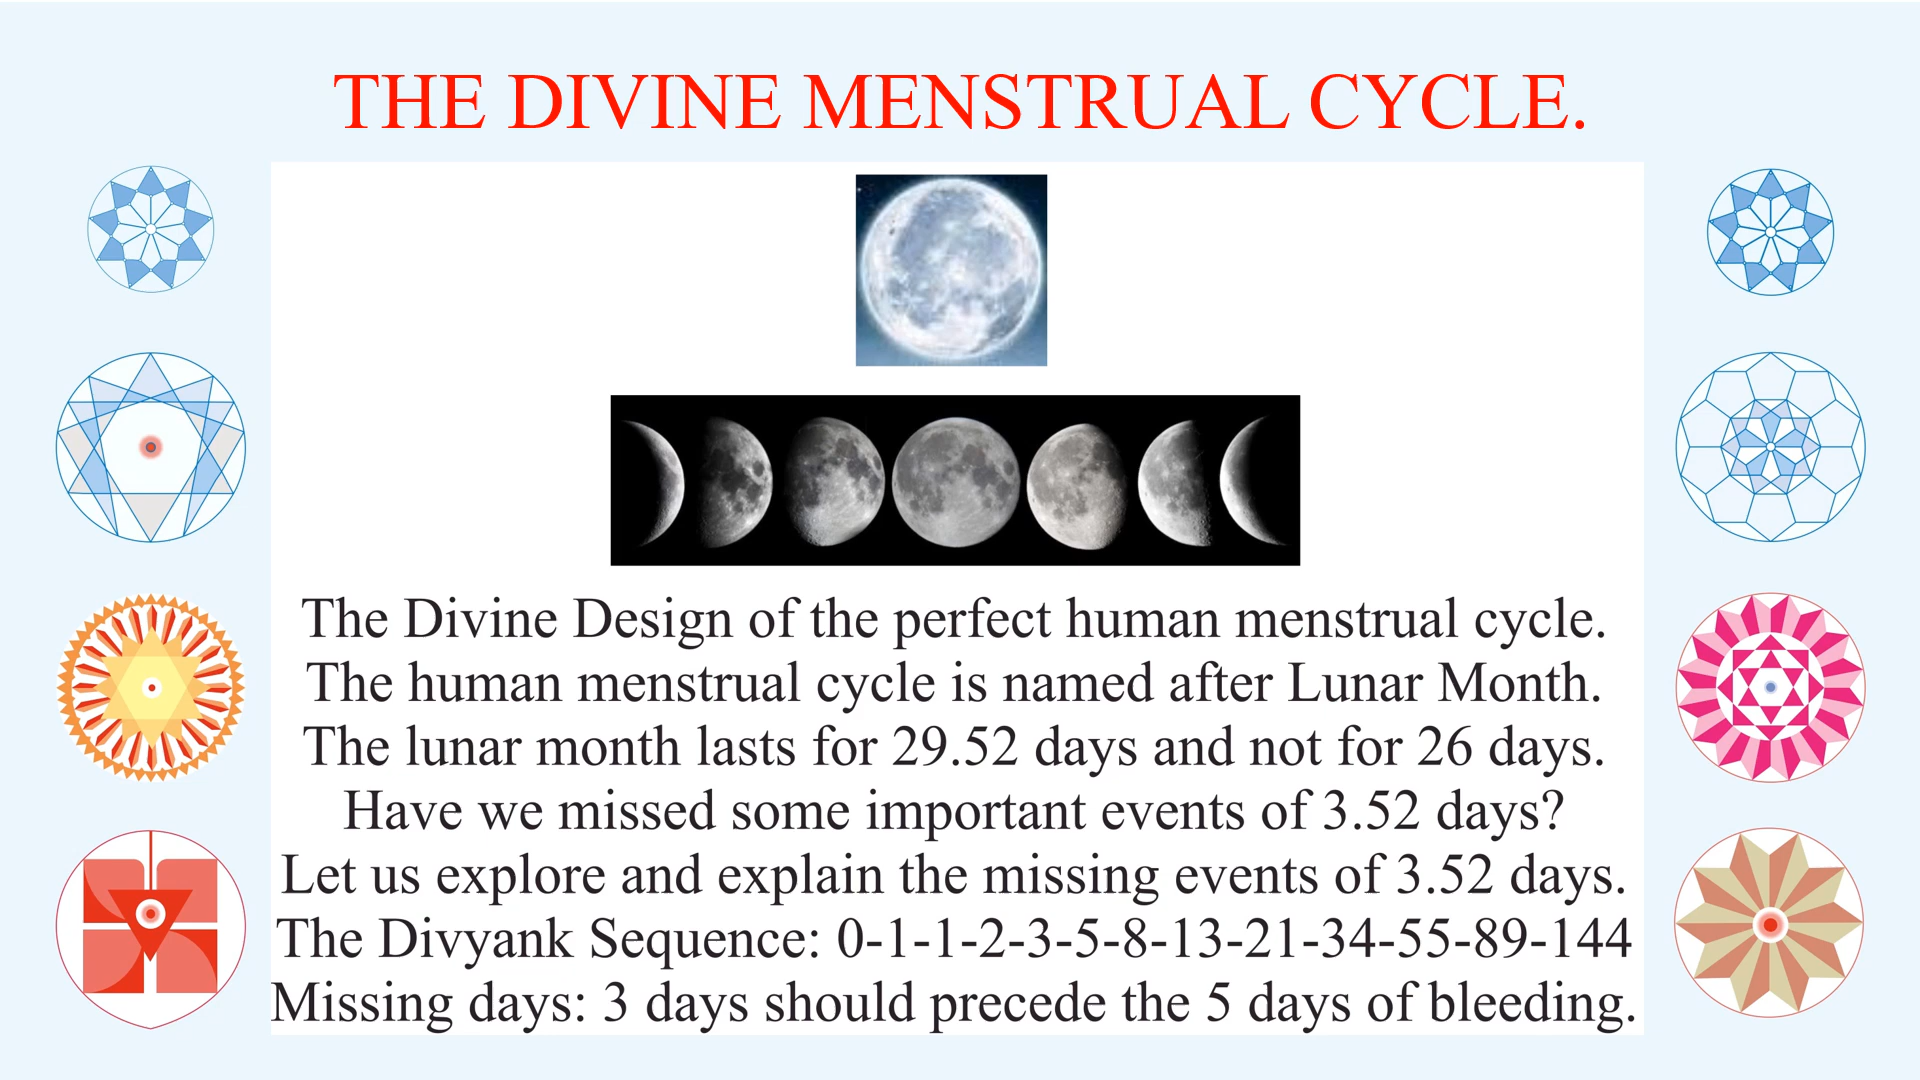 THE DIVINE MENSTRUAL CYCLE.
The Divine Design of the perfect human menstrual cycle.
The human menstrual cycle is named after Lunar Month.
The lunar month lasts for 29.52 days and not for 26 days.
Have we missed some important events of 3.52 days?
Let us explore and explain the missing events of 3.52 days.
The Divyank Sequence: 0-1-1-2-3-5-8-13-21-34-55-89-144
Missing days: 3 days should precede the 5 days of bleeding.